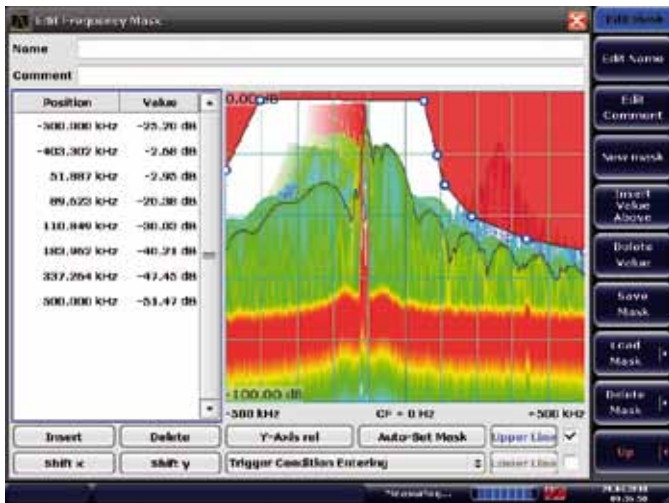 Edit Frequency Mask
Edit Mask
Name
Comment
Position Value
-500.000 kHz -25.20 dB
-403.302 kHz -2.68 dB
51.887 kHz -2.95 dB
89.623 kHz -20.38 dB
110.849 kHz -30.03 dB
183.962 kHz -40.21 dB
337.264 kHz -47.45 dB
500.000 kHz -51.47 dB
0.00 dB
-100.00 dB
-500 kHz CF = 0 Hz +500 kHz
Insert Delete Y-Axis rel Auto-Set Mask Upper Line
Shift x Shift y Trigger Condition Entering Lower Line
Edit Name
Edit
Comment
New mask
Insert
Value
Above
Delete
Value
Save
Mask
Load
Mask
Delete
Mask
Up
Measuring...